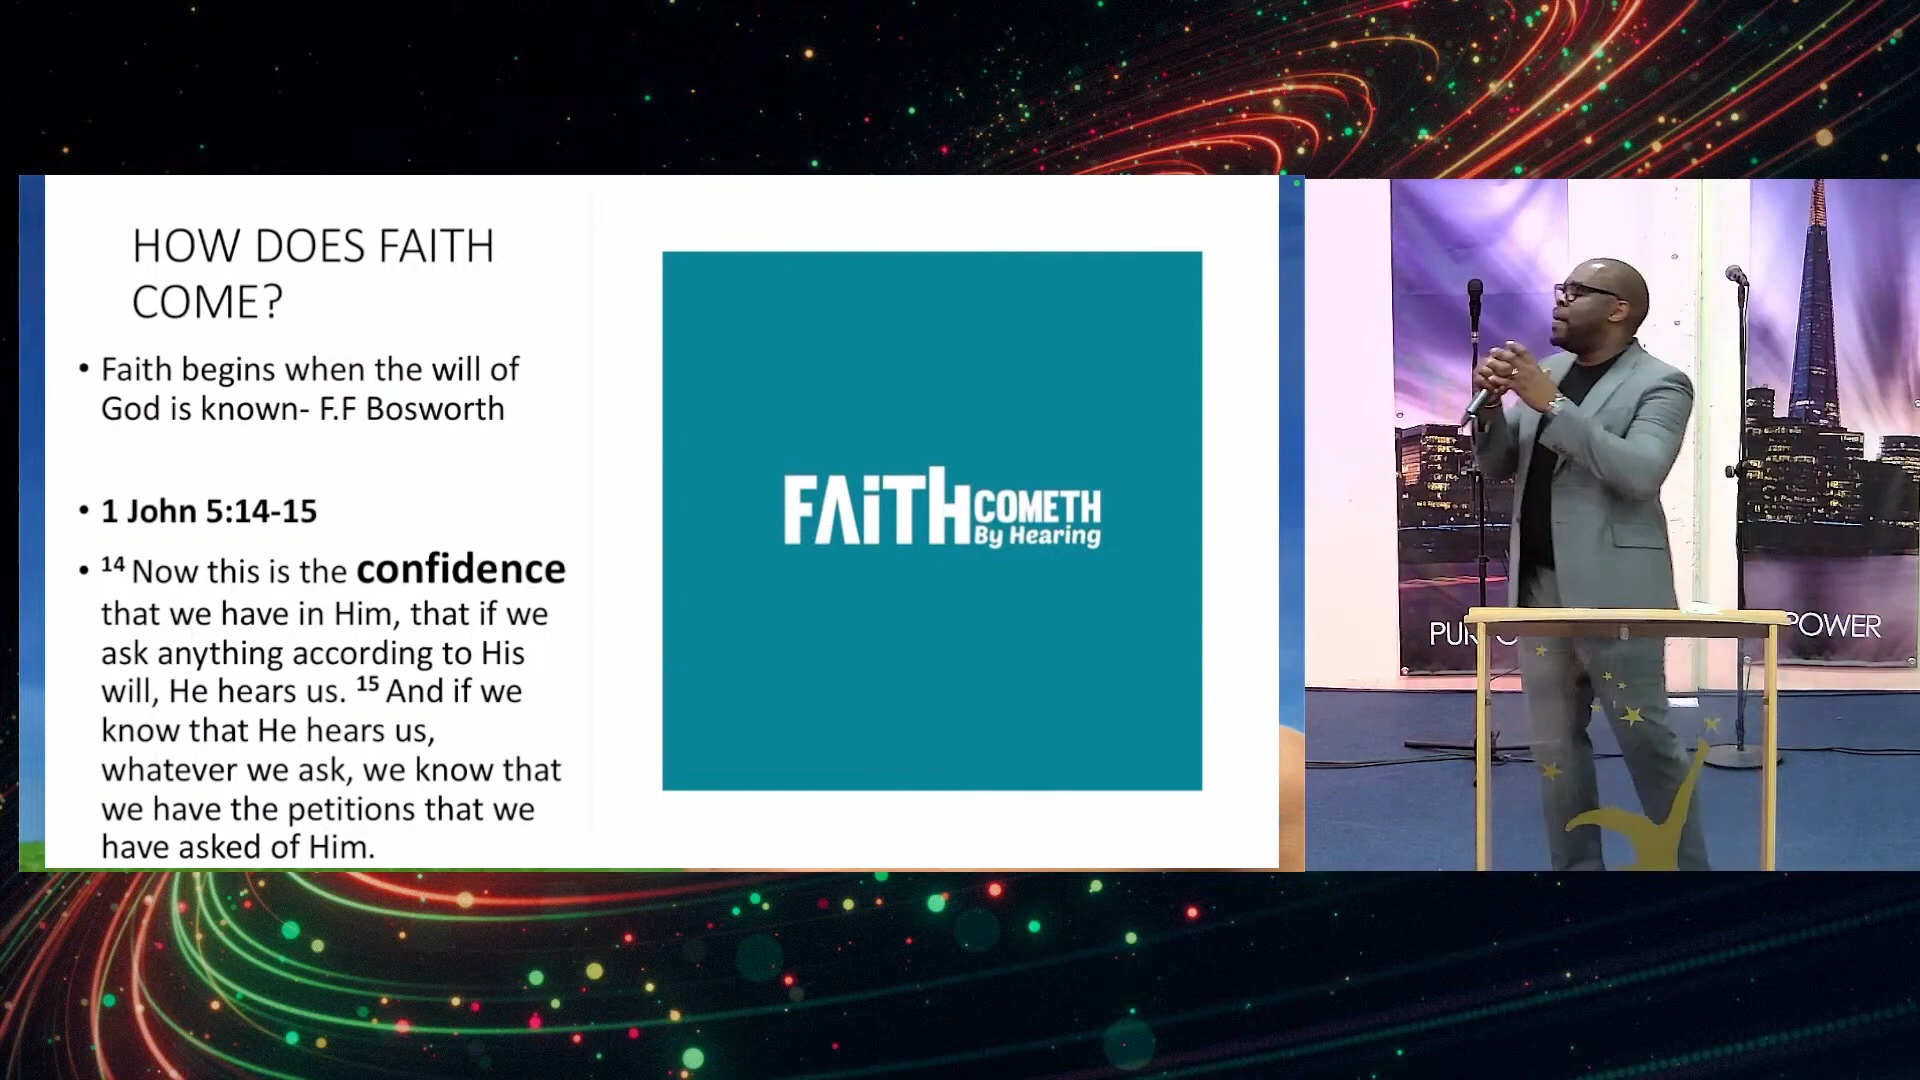 HOW DOES FAITH
COME?
• Faith begins when the will of
God is known- F.F Bosworth
• 1 John 5:14-15
• 14 Now this is the confidence
that we have in Him, that if we
ask anything according to His
will, He hears us. 15 And if we
know that He hears us,
whatever we ask, we know that
we have the petitions that we
have asked of Him.
FAiTH COMETH
By Hearing
POWER